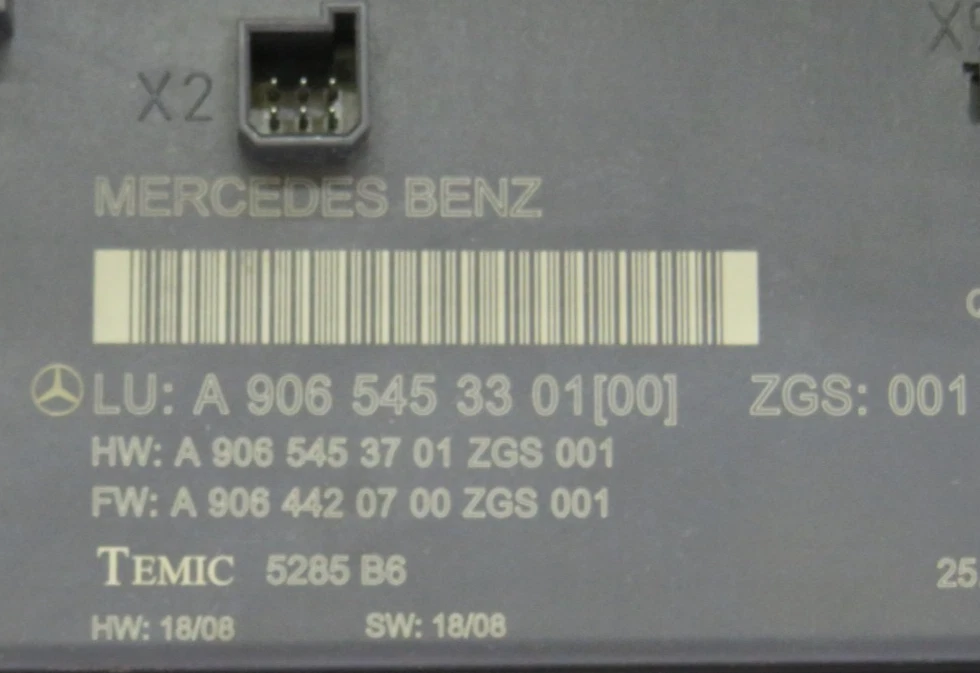 X2
MERCEDES BENZ
LU: A 906 545 33 01[00] ZGS: 001
HW: A 906 545 37 01 ZGS 001
FW: A 906 442 07 00 ZGS 001
TEMIC 5285 B6 25
HW: 18/08 SW: 18/08